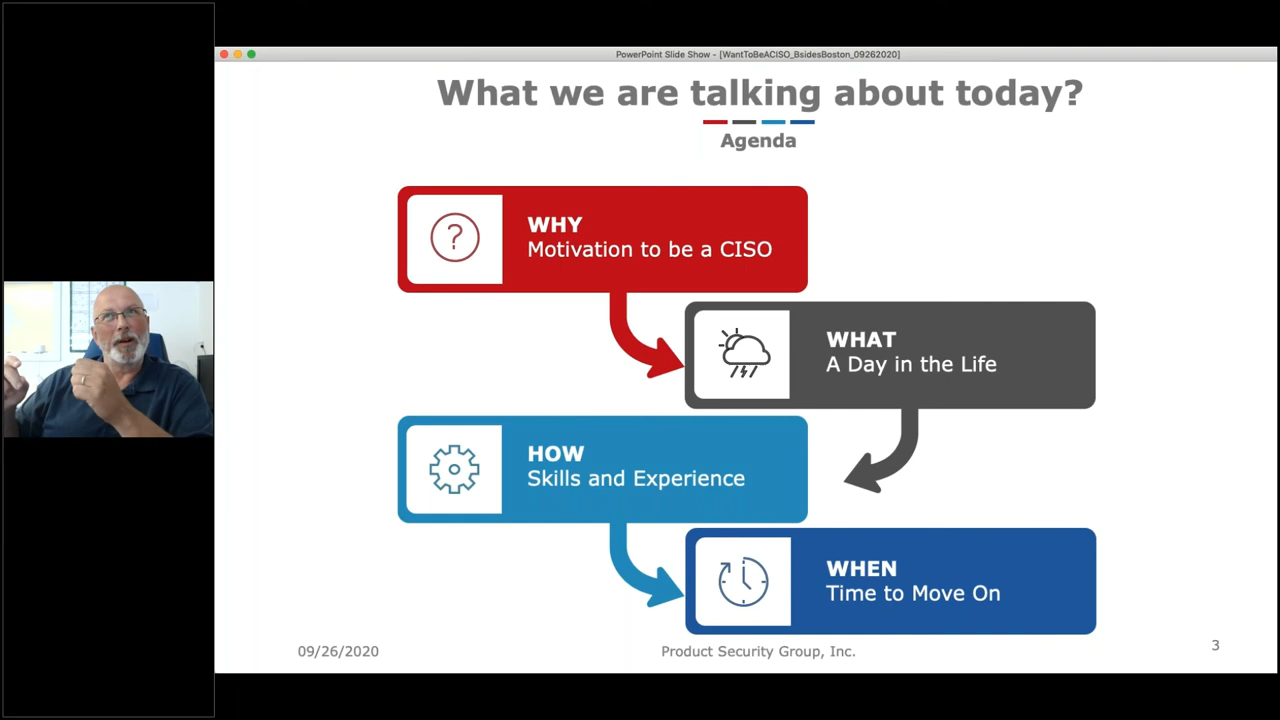 PowerPoint Slide Show - [WantToBeACISO_BsidesBoston_09262020]
What we are talking about today?
Agenda
?
WHY
Motivation to be a CISO
WHAT
A Day in the Life
HOW
Skills and Experience
WHEN
Time to Move On
09/26/2020
Product Security Group, Inc.
3